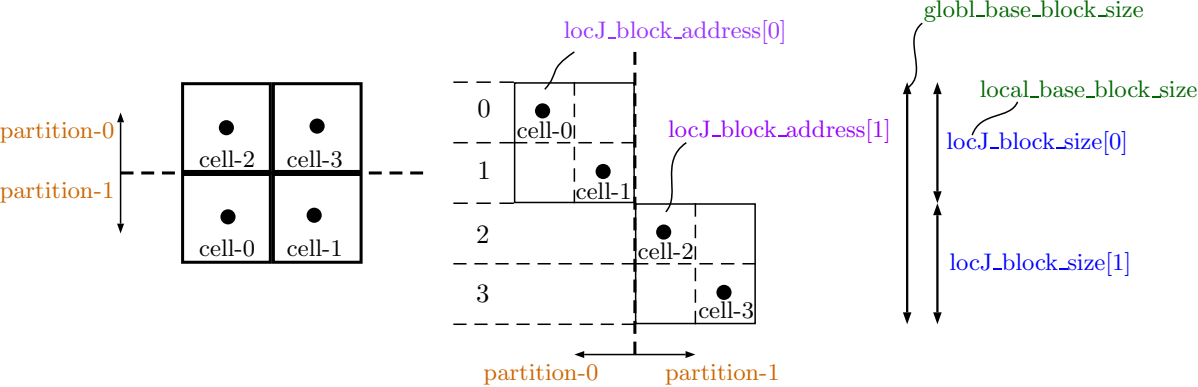 globl_base_block_size
locJ_block_address[0]
local_base_block_size
partition-0
cell-2
cell-3
0
cell-0
locJ_block_address[1]
locJ_block_size[0]
partition-1
1
cell-1
cell-0
cell-1
2
cell-2
locJ_block_size[1]
3
cell-3
partition-0
partition-1